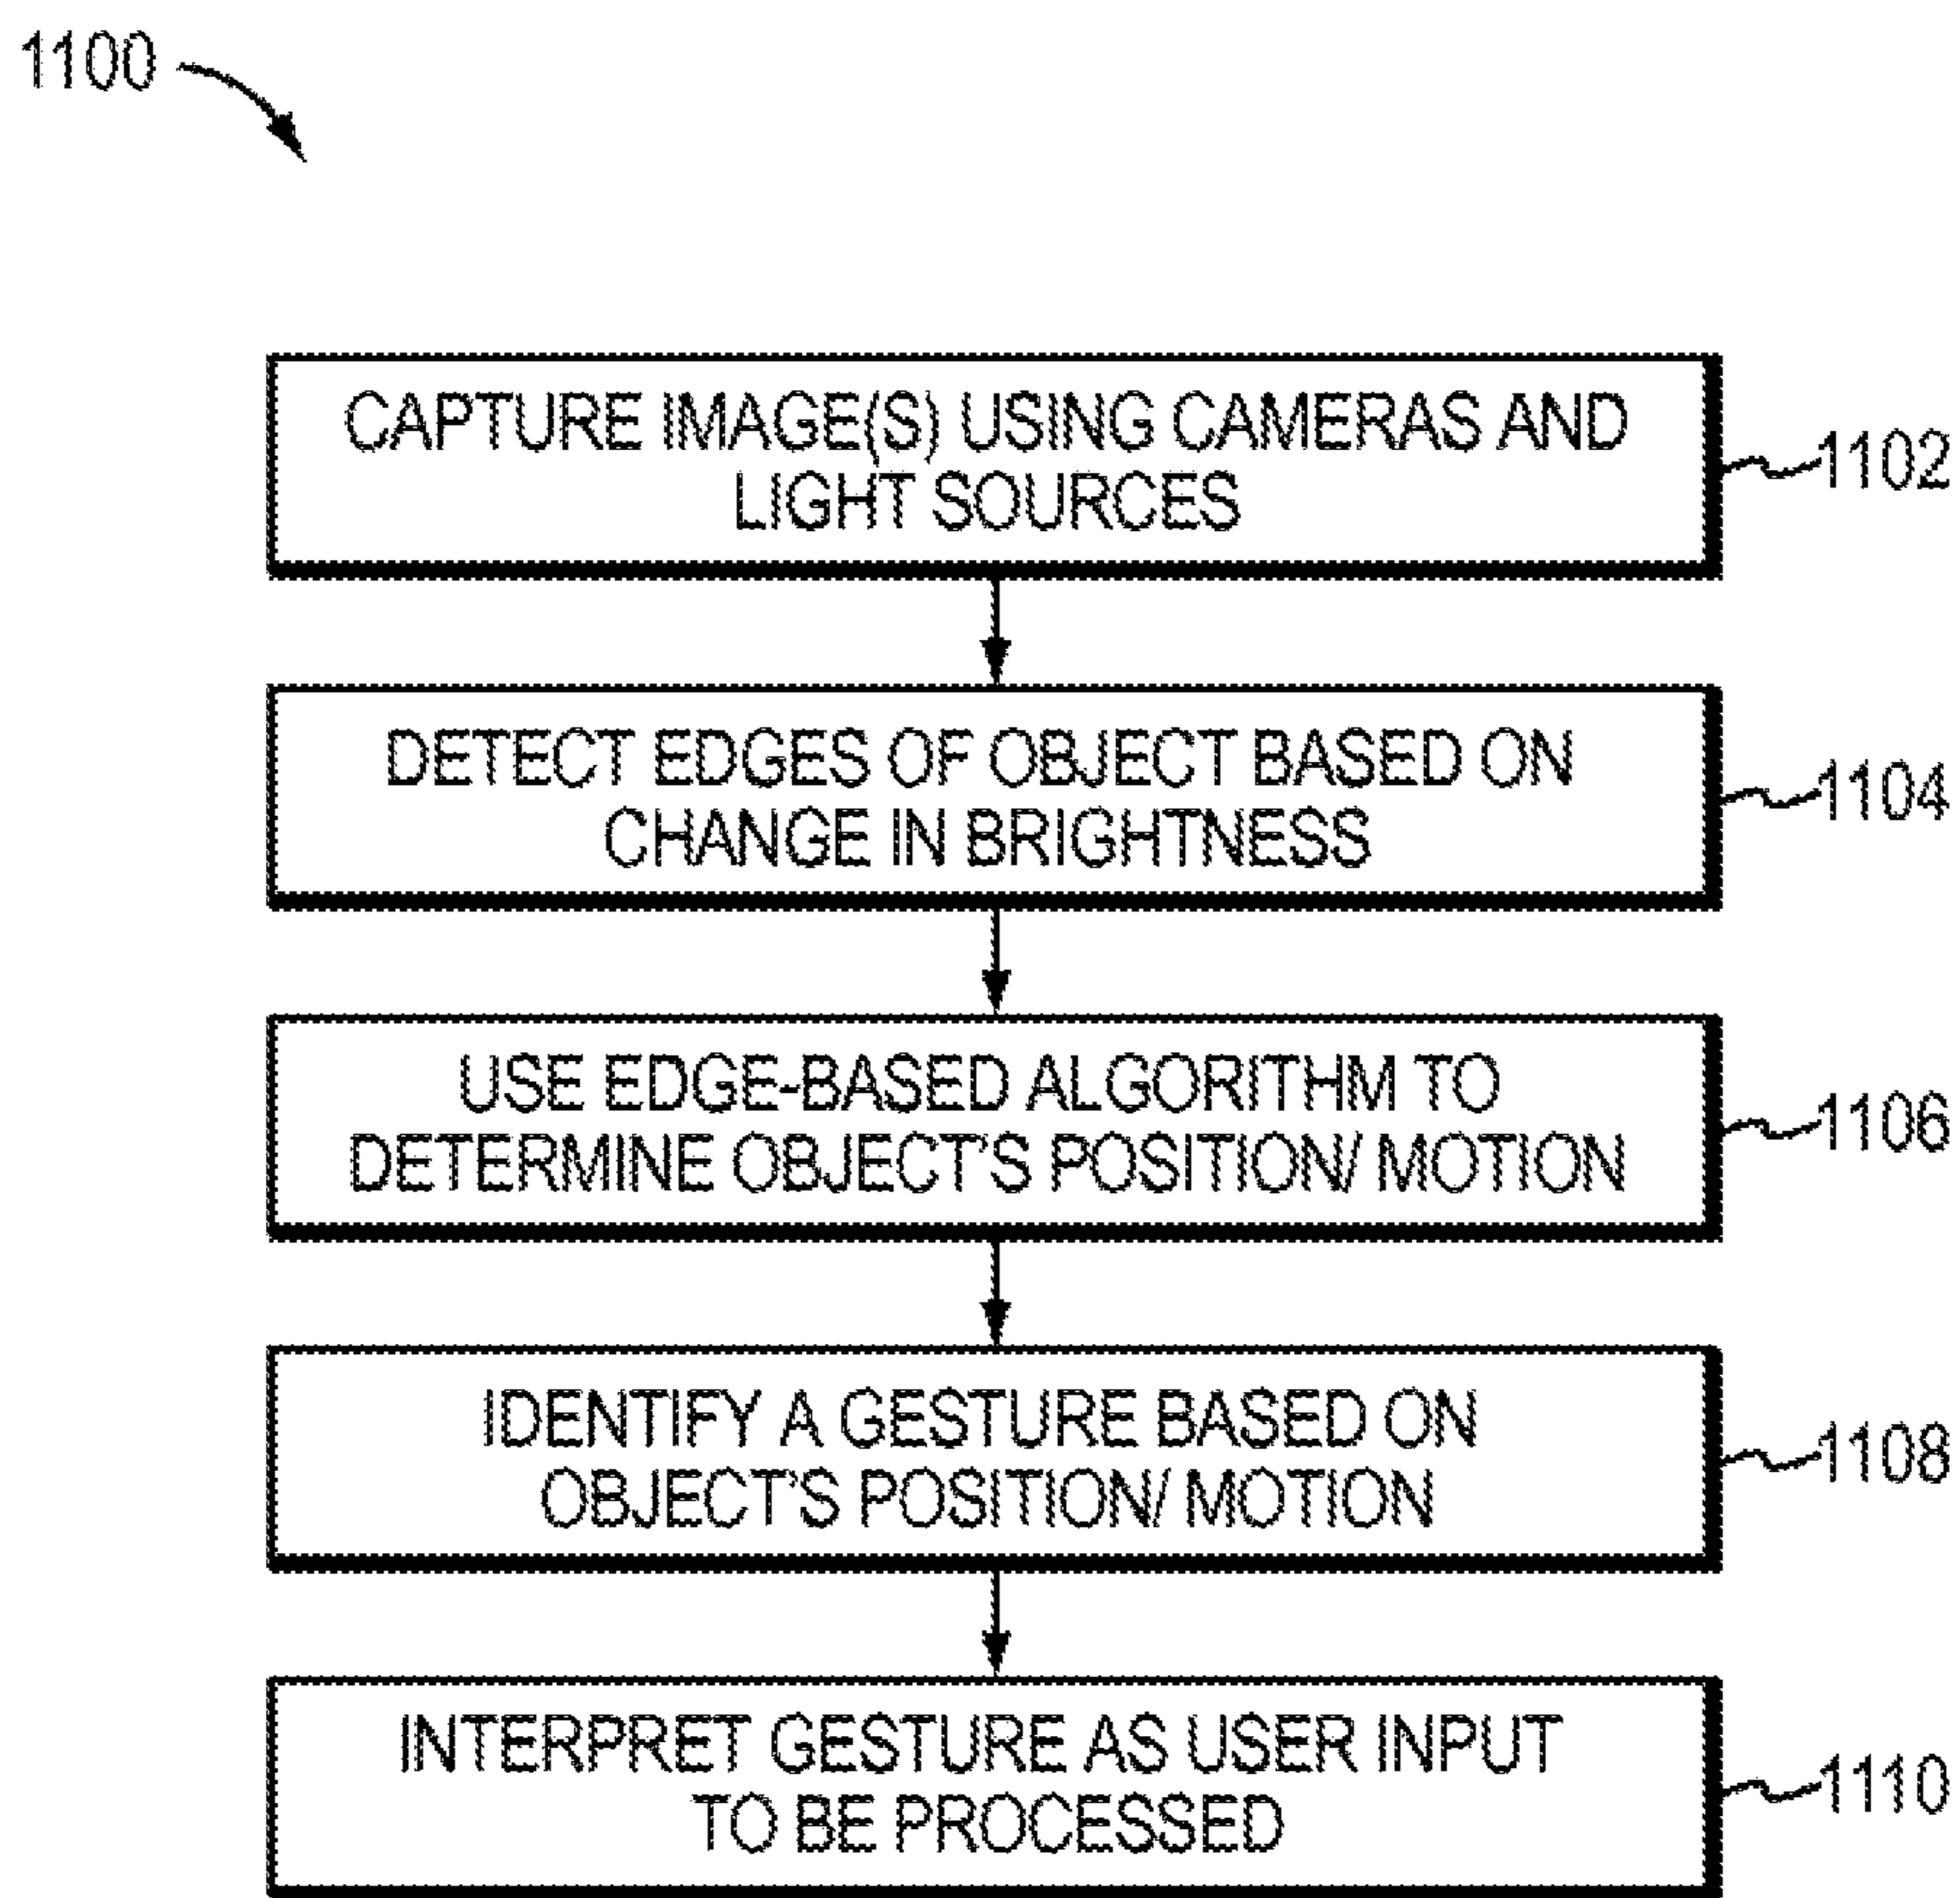 1100
CAPTURE IMAGE(S) USING CAMERAS AND
LIGHT SOURCES
1102
DETECT EDGES OF OBJECT BASED ON
CHANGE IN BRIGHTNESS
1104
USE EDGE-BASED ALGORITHM TO
DETERMINE OBJECT'S POSITION/ MOTION
1106
IDENTIFY A GESTURE BASED ON
OBJECT'S POSITION/ MOTION
1108
INTERPRET GESTURE AS USER INPUT
TO BE PROCESSED
1110